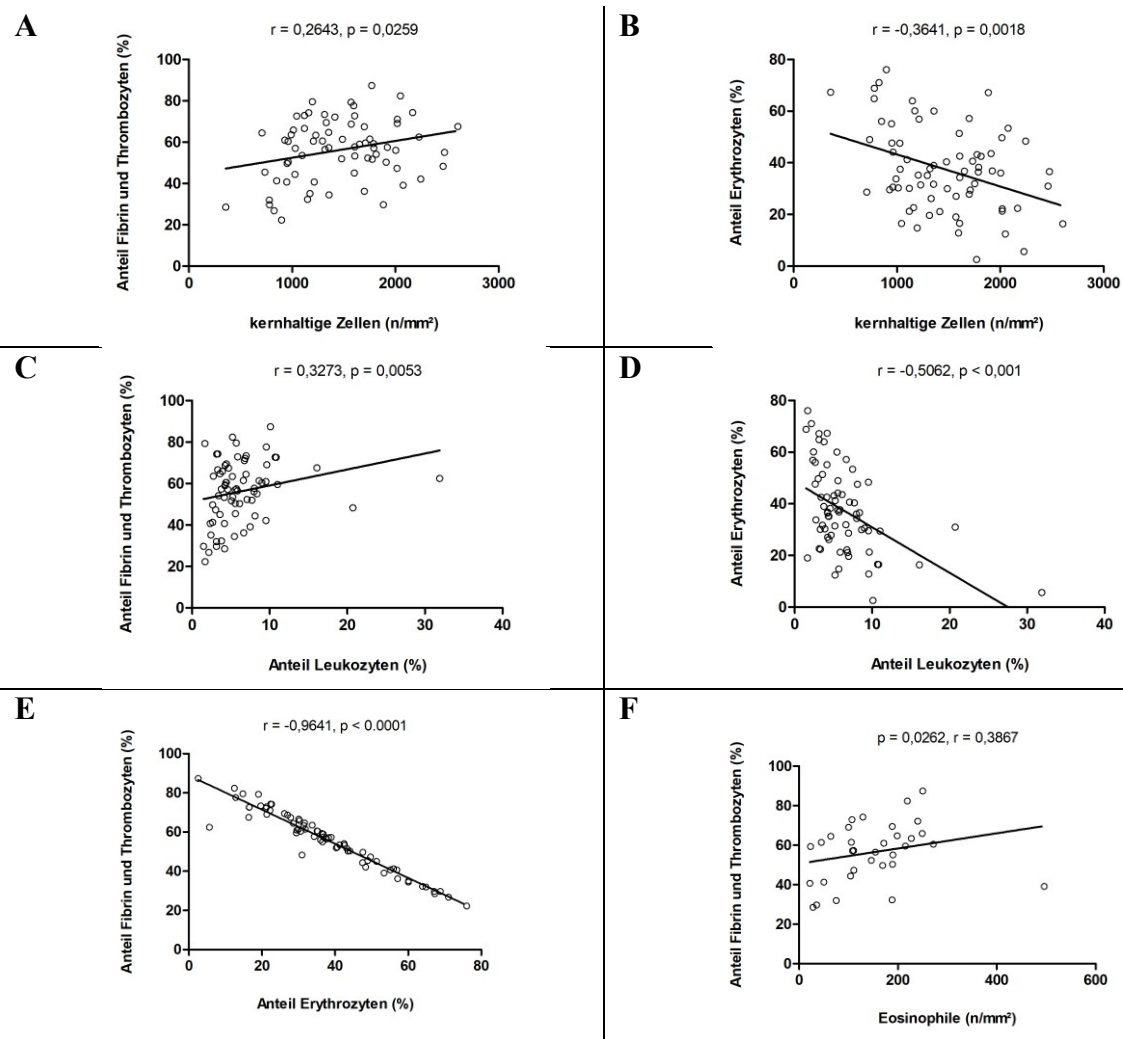 A
r = 0,2643, p = 0,0259
Anteil Fibrin und Thrombozyten (%)
100
80
60
40
20
0
0 1000 2000 3000
kernhaltige Zellen (n/mm²)
B
r = -0,3641, p = 0,0018
Anteil Erythrozyten (%)
80
60
40
20
0
0 1000 2000 3000
kernhaltige Zellen (n/mm²)
C
r = 0,3273, p = 0,0053
Anteil Fibrin und Thrombozyten (%)
100
80
60
40
20
0
0 10 20 30 40
Anteil Leukozyten (%)
D
r = -0,5062, p < 0,001
Anteil Erythrozyten (%)
80
60
40
20
0
0 10 20 30 40
Anteil Leukozyten (%)
E
r = -0,9641, p < 0.0001
Anteil Fibrin und Thrombozyten (%)
100
80
60
40
20
0
0 20 40 60 80
Anteil Erythrozyten (%)
F
p = 0,0262, r = 0,3867
Anteil Fibrin und Thrombozyten (%)
100
80
60
40
20
0
0 200 400 600
Eosinophile (n/mm²)